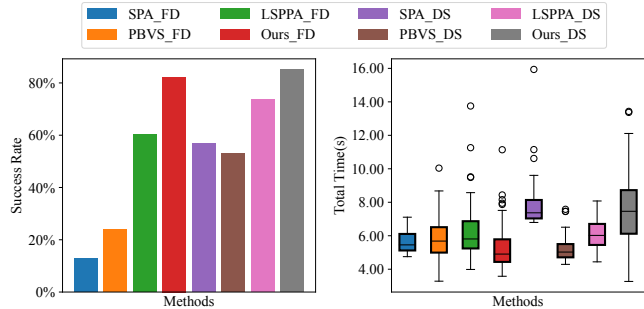 SPA_FD LSPPA_FD SPA_DS LSPPA_DS
PBVS_FD Ours_FD PBVS_DS Ours_DS
Success Rate
80%
60%
40%
20%
0%
Methods
Total Time(s)
16.00
14.00
12.00
10.00
8.00
6.00
4.00
Methods